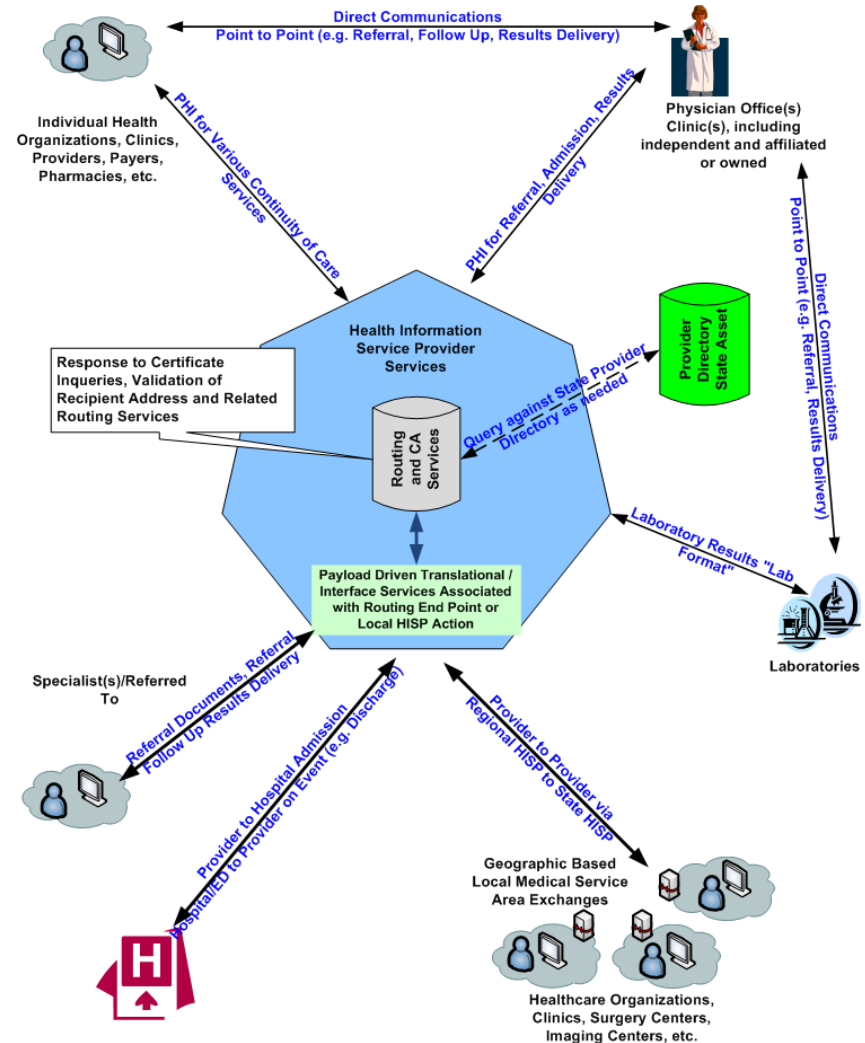 Direct Communications
Point to Point (e.g. Referral, Follow Up, Results Delivery)
Individual Health
Organizations, Clinics,
Providers, Payers,
Pharmacies, etc.
Physician Office(s)
Clinic(s), including
independent and affiliated
or owned
PHI for Various Continuity of Care
Services
PHI for Referral, Admission, Results
Delivery
Direct Communications
Point to Point (e.g. Referral, Results Delivery)
Health Information
Service Provider
Services
Provider
Directory
State Asset
Response to Certificate
Inqueries, Validation of
Recipient Address and Related
Routing Services
Query against State Provider
Directory as needed
Routing
and CA
Services
Laboratory Results "Lab
Format"
Payload Driven Translational /
Interface Services Associated
with Routing End Point or
Local HISP Action
Laboratories
Specialist(s)/Referred
To
Referral Documents, Referral
Follow Up Results Delivery
Provider to Hospital Admission
Hospital/ED to Provider on Event (e.g. Discharge)
Provider to Provider via
Regional HISP to State HISP
Geographic Based
Local Medical Service
Area Exchanges
H
Healthcare Organizations,
Clinics, Surgery Centers,
Imaging Centers, etc.